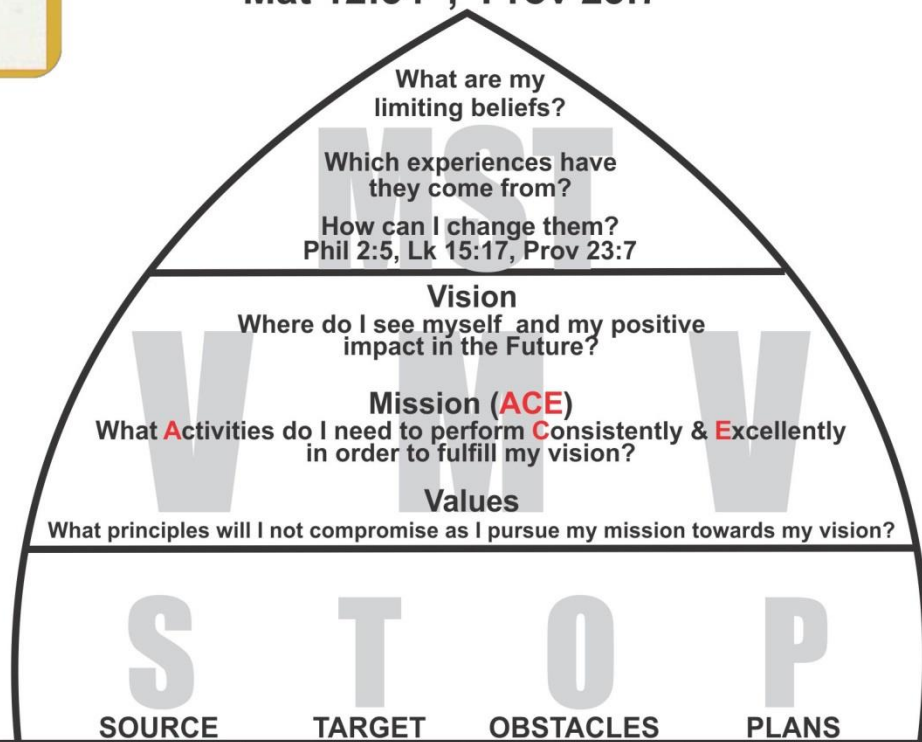 What are my
limiting beliefs?
MST
Which experiences have
they come from?
How can I change them?
Phil 2:5, Lk 15:17, Prov 23:7
Vision
Where do I see myself and my positive
impact in the Future?
V M V
Mission (ACE)
What Activities do I need to perform Consistently & Excellently
in order to fulfill my vision?
Values
What principles will I not compromise as I pursue my mission towards my vision?
S T O P
SOURCE TARGET OBSTACLES PLANS